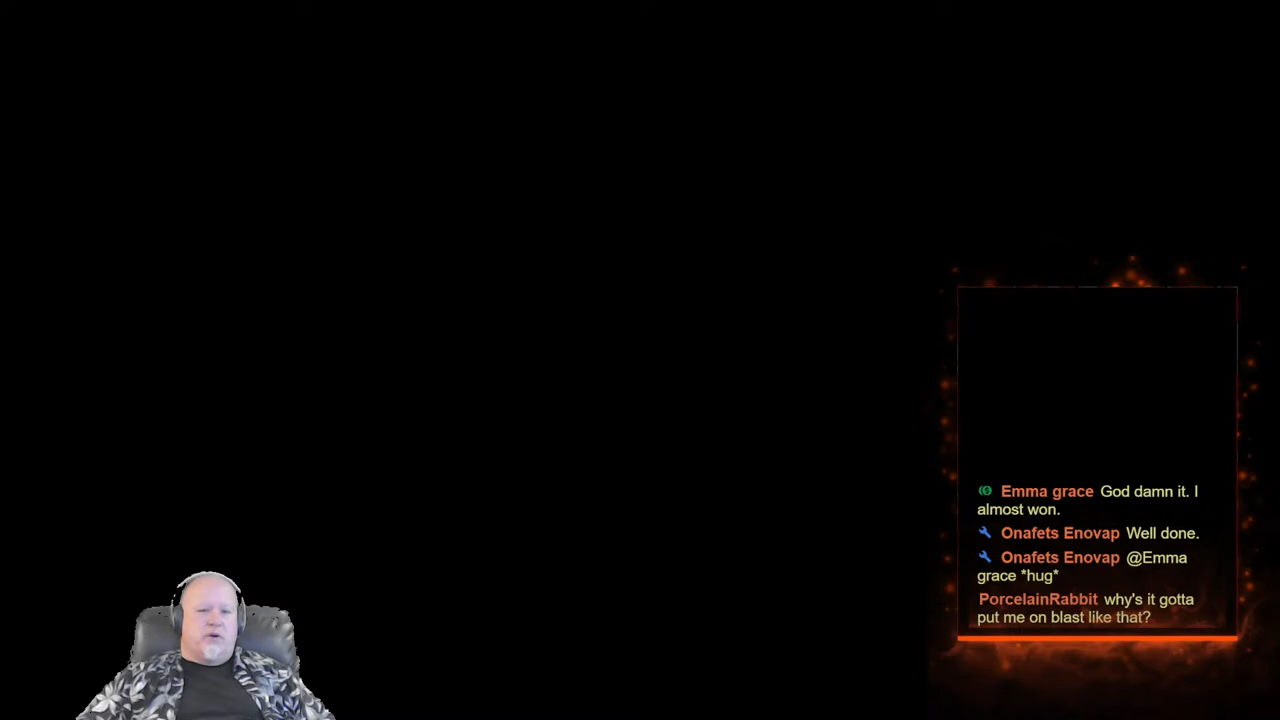 Emma grace God damn it. I
almost won.
Onafets Enovap Well done.
Onafets Enovap @Emma
grace *hug*
PorcelainRabbit why's it gotta
put me on blast like that?